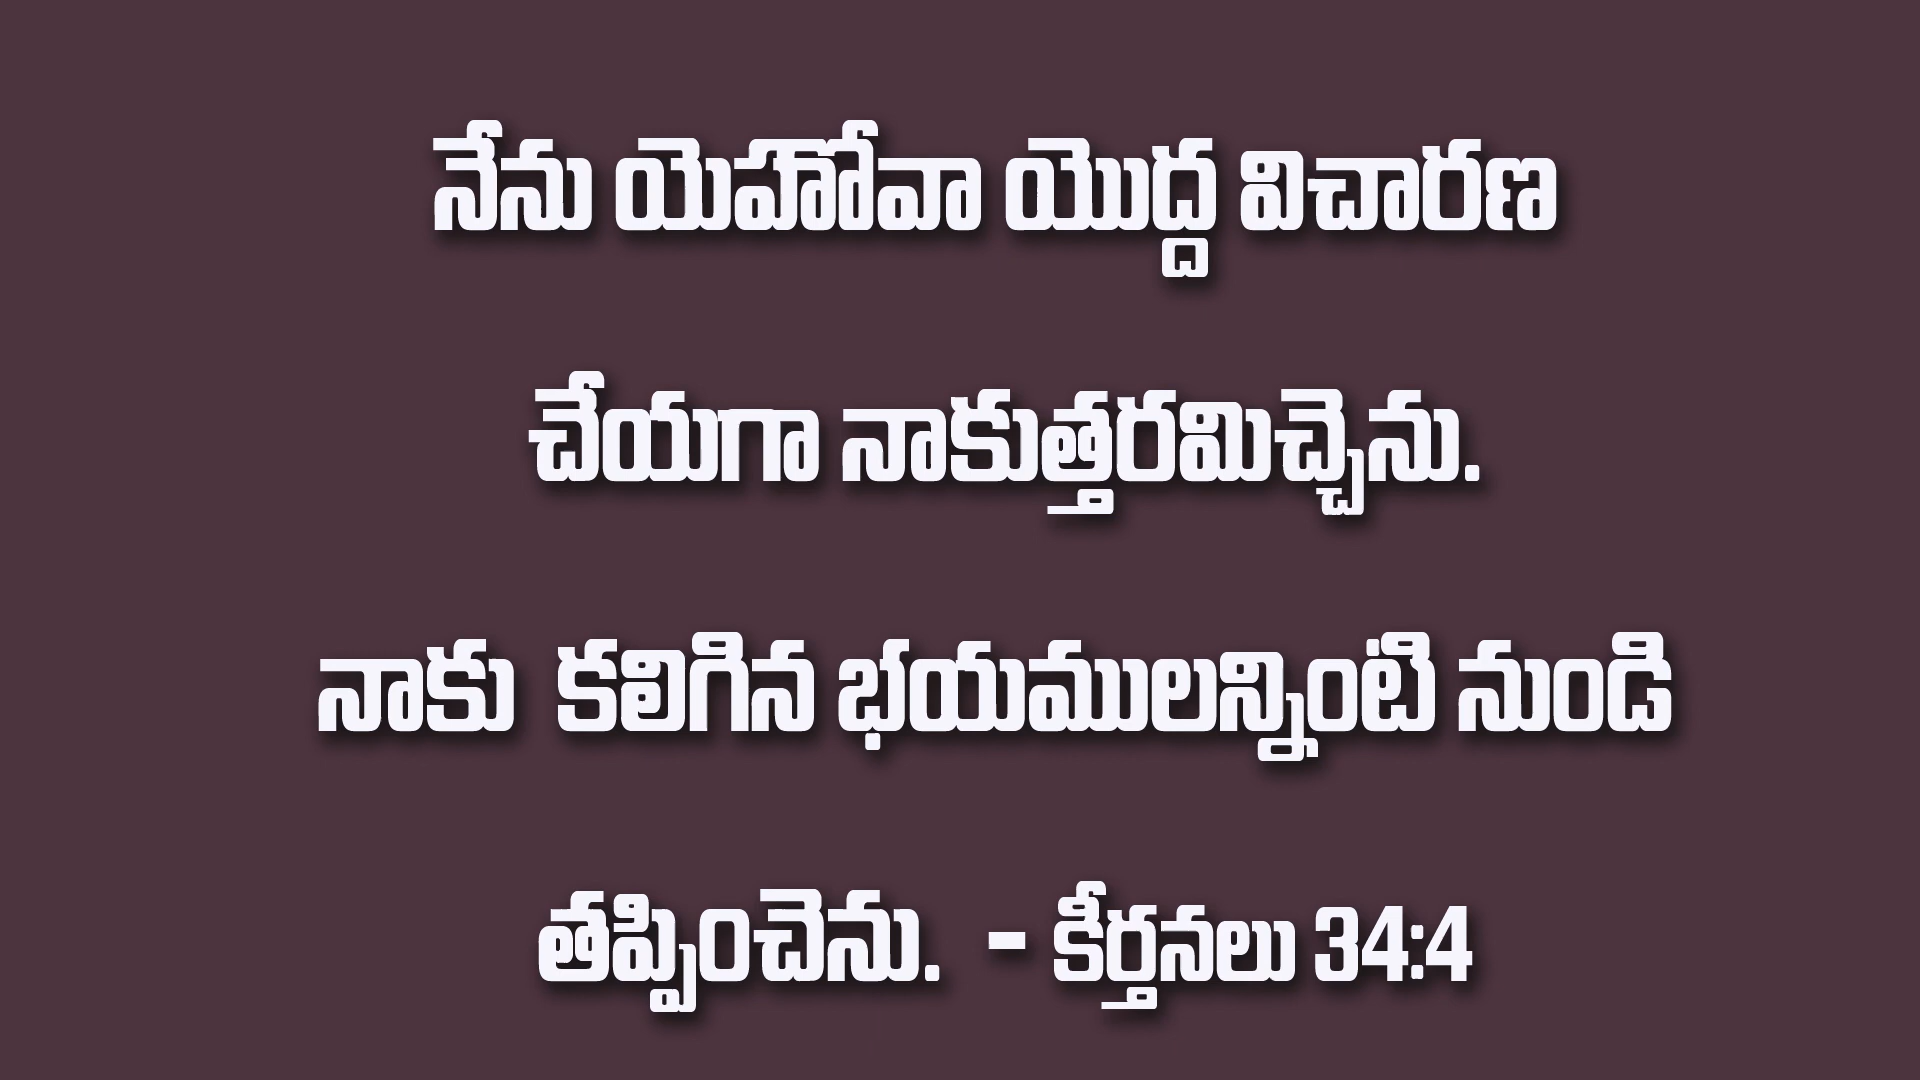 నేను యెహోవా యొద్ద విచారణ
చేయగా నాకుత్తరమిచ్చెను.
నాకు కలిగిన భయములన్నింటి నుండి
తప్పించెను. - కీర్తనలు 34:4